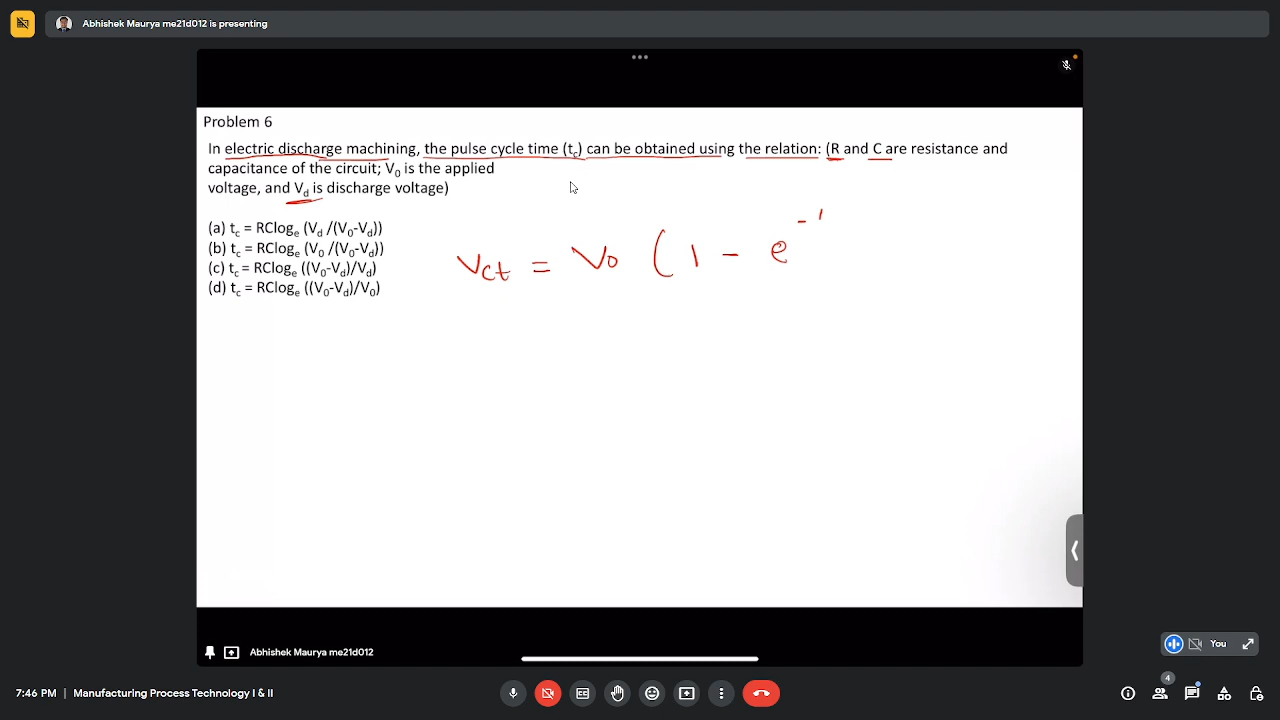 Abhishek Maurya me21d012 is presenting
Problem 6
In electric discharge machining, the pulse cycle time (tc) can be obtained using the relation: (R and C are resistance and
capacitance of the circuit; V0 is the applied
voltage, and Vd is discharge voltage)
(a) tc = RCloge (Vd /(V0-Vd))
(b) tc = RCloge (V0 /(V0-Vd))
(c) tc = RCloge ((V0-Vd)/Vd)
(d) tc = RCloge ((V0-Vd)/V0)
Vct = V0 (1 - e^-
Abhishek Maurya me21d012
You
4
7:46 PM | Manufacturing Process Technology I & II